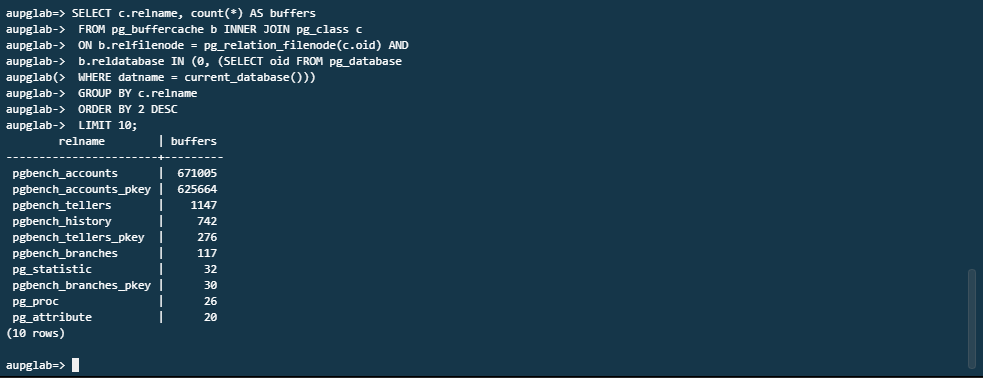 aupglab=> SELECT c.relname, count(*) AS buffers
aupglab->  FROM pg_buffercache b INNER JOIN pg_class c
aupglab->  ON b.relfilenode = pg_relation_filenode(c.oid) AND
aupglab->  b.reldatabase IN (0, (SELECT oid FROM pg_database
aupglab(>  WHERE datname = current_database()))
aupglab->  GROUP BY c.relname
aupglab->  ORDER BY 2 DESC
aupglab->  LIMIT 10;
        relname        | buffers
-----------------------+---------
 pgbench_accounts      |  671005
 pgbench_accounts_pkey |  625664
 pgbench_tellers       |    1147
 pgbench_history       |     742
 pgbench_tellers_pkey  |     276
 pgbench_branches      |     117
 pg_statistic          |      32
 pgbench_branches_pkey |      30
 pg_proc               |      26
 pg_attribute          |      20
(10 rows)
aupglab=>